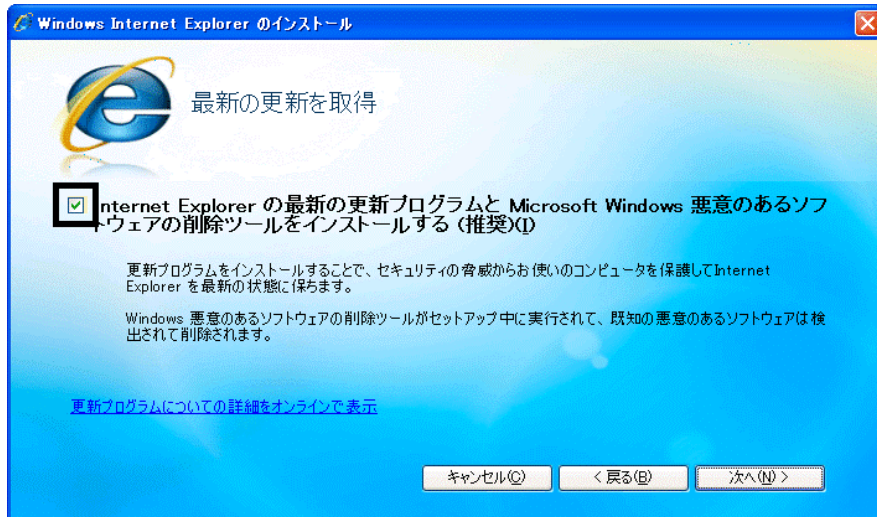 Windows Internet Explorer のインストール
最新の更新を取得
nternet Explorer の最新の更新プログラムと Microsoft Windows 悪意のあるソフ
トウェアの削除ツールをインストールする (推奨)(I)
更新プログラムをインストールすることで、セキュリティの脅威からお使いのコンピュータを保護してInternet
Explorer を最新の状態に保ちます。
Windows 悪意のあるソフトウェアの削除ツールがセットアップ中に実行されて、既知の悪意のあるソフトウェアは検
出されて削除されます。
更新プログラムについての詳細をオンラインで表示
キャンセル(C)
< 戻る(B)
次へ(N) >